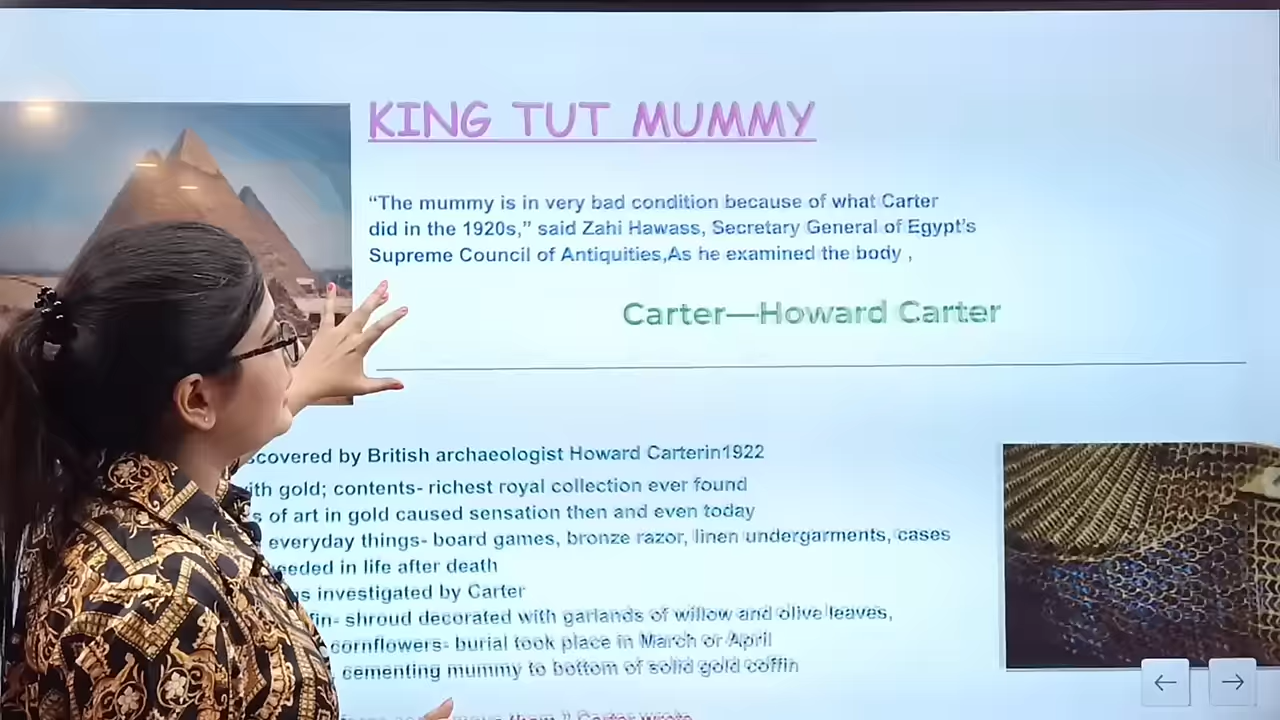 KING TUT MUMMY
“The mummy is in very bad condition because of what Carter
did in the 1920s,” said Zahi Hawass, Secretary General of Egypt’s
Supreme Council of Antiquities,As he examined the body ,
Carter—Howard Carter
by British archaeologist Howard Carterin1922
gold; contents- richest royal collection ever found
of art in gold caused sensation then and even today
everyday things- board games, bronze razor, linen undergarments, cases
in life after death
investigated by Carter
shroud decorated with garlands of willow and olive leaves,
cornflowers- burial took place in March or April
cementing mummy to bottom of solid gold coffin
them,” Carter wrote